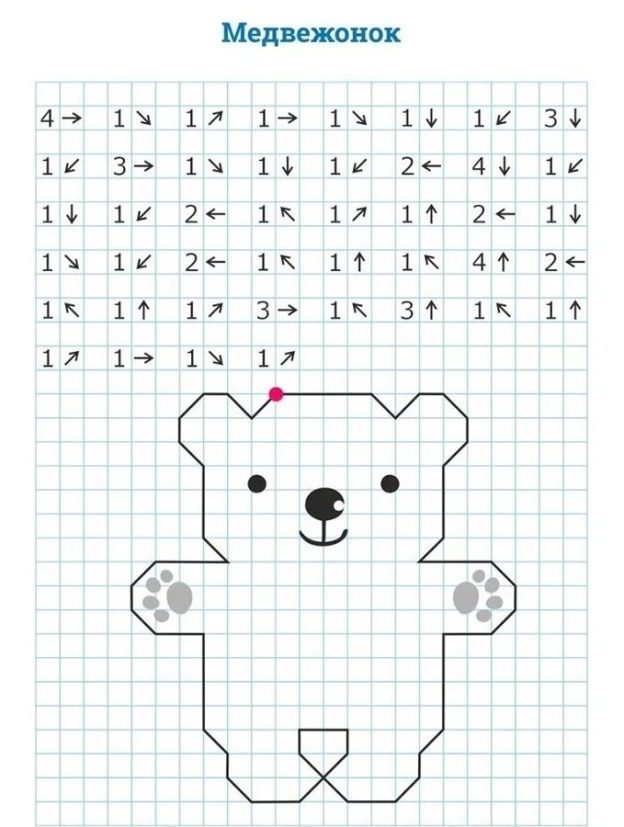 Медвежонок
4→ 1↘ 1↗ 1→ 1↘ 1↓ 1↙ 3↓
1↙ 3→ 1↘ 1↓ 1↙ 2← 4↓ 1↙
1↓ 1↙ 2← 1↖ 1↗ 1↑ 2← 1↓
1↘ 1↙ 2← 1↖ 1↑ 1↖ 4↑ 2←
1↖ 1↑ 1↗ 3→ 1↖ 3↑ 1↖ 1↑
1↗ 1→ 1↘ 1↗